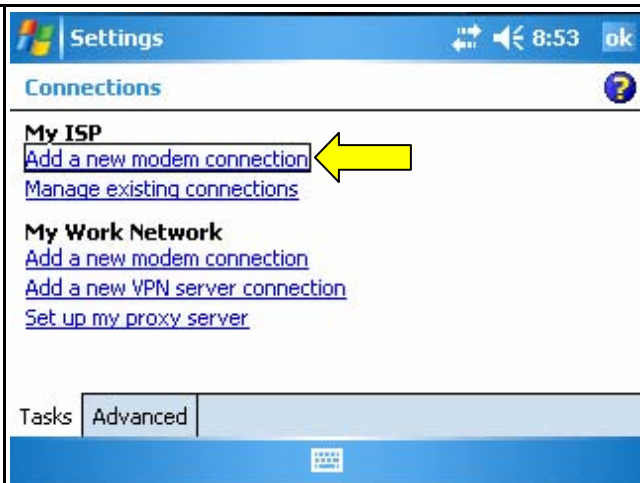 Settings 8:53 ok
Connections ?
My ISP
Add a new modem connection
Manage existing connections
My Work Network
Add a new modem connection
Add a new VPN server connection
Set up my proxy server
Tasks Advanced